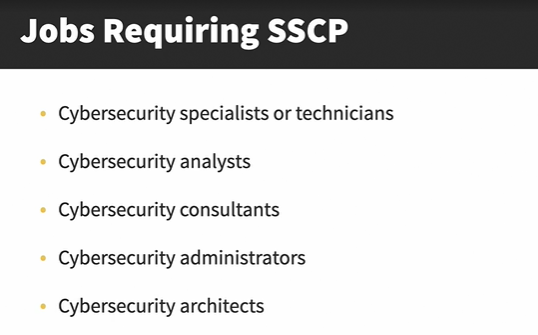 Jobs Requiring SSCP
• Cybersecurity specialists or technicians
• Cybersecurity analysts
• Cybersecurity consultants
• Cybersecurity administrators
• Cybersecurity architects